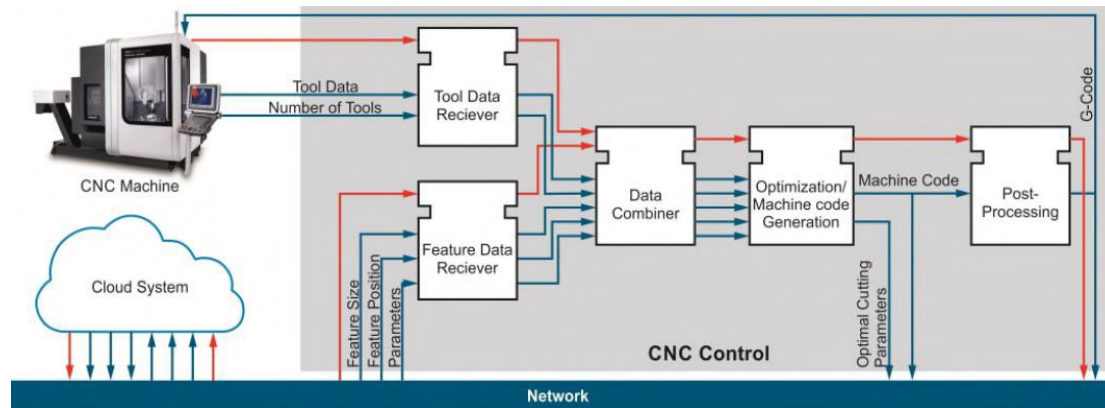 G-Code
Tool Data
Number of Tools
Tool Data
Reciever
CNC Machine
Data
Combiner
Optimization/
Machine code
Generation
Machine Code
Post-
Processing
Feature Data
Reciever
Cloud System
Feature Size
Feature Position
Parameters
Optimal Cutting
Parameters
CNC Control
Network